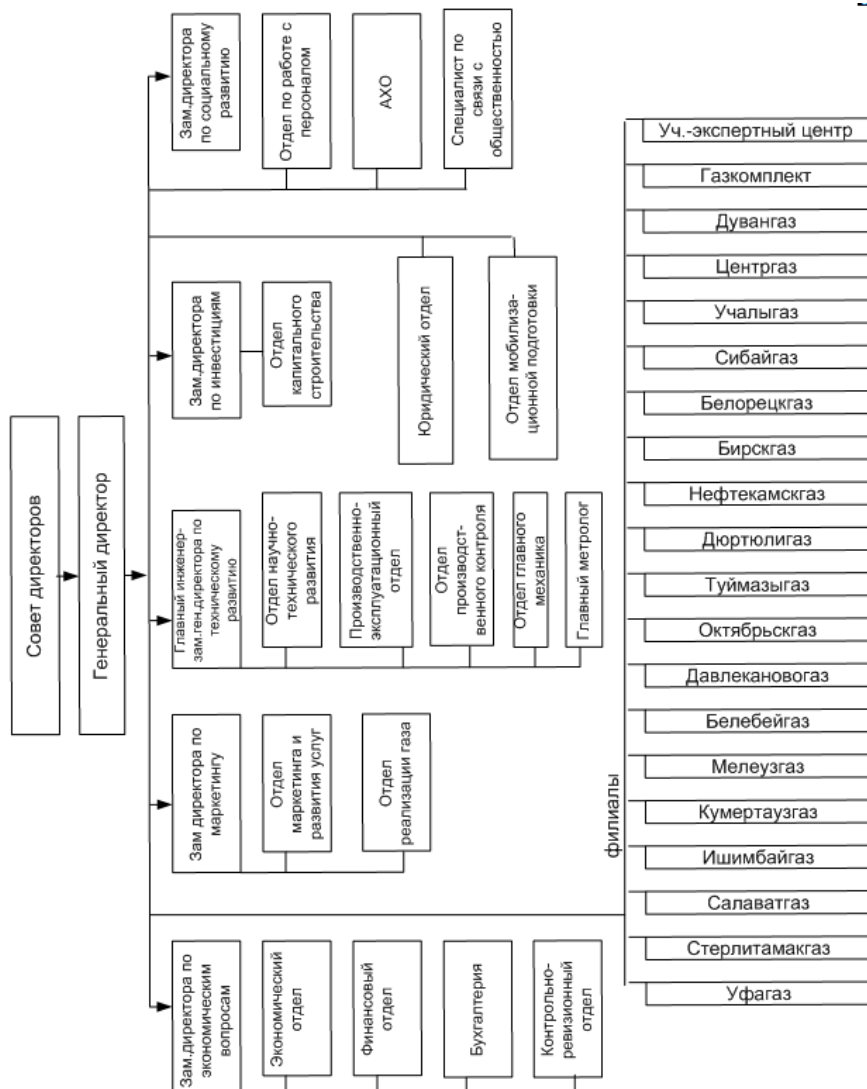 Совет директоров
Генеральный директор
Зам.директора по
экономическим
вопросам
Экономический
отдел
Финансовый
отдел
Бухгалтерия
Контрольно-
ревизионный
отдел
Зам директора по
маркетингу
Отдел
маркетинга и
развития услуг
Отдел
реализации газа
Главный инженер-
зам.ген.директора по
техническому
развитию
Отдел научно-
технического
развития
Производственно-
эксплуатационный
отдел
Отдел
производст-
венного контроля
Отдел главного
механика
Главный метролог
Зам.директора
по инвестициям
Отдел
капитального
строительства
Юридический отдел
Отдел мобилиза-
ционной подготовки
Зам.директора
по социальному
развитию
Отдел по работе с
персоналом
АХО
Специалист по
связи с
общественностью
филиалы
Уч.-экспертный центр
Газкомплект
Дувангаз
Центргаз
Учалыгаз
Сибайгаз
Белорецкгаз
Бирскгаз
Нефтекамскгаз
Дюртюлигаз
Туймазыгаз
Октябрьскгаз
Давлекановогаз
Белебейгаз
Мелеузгаз
Кумертаузгаз
Ишимбайгаз
Салаватгаз
Стерлитамакгаз
Уфагаз